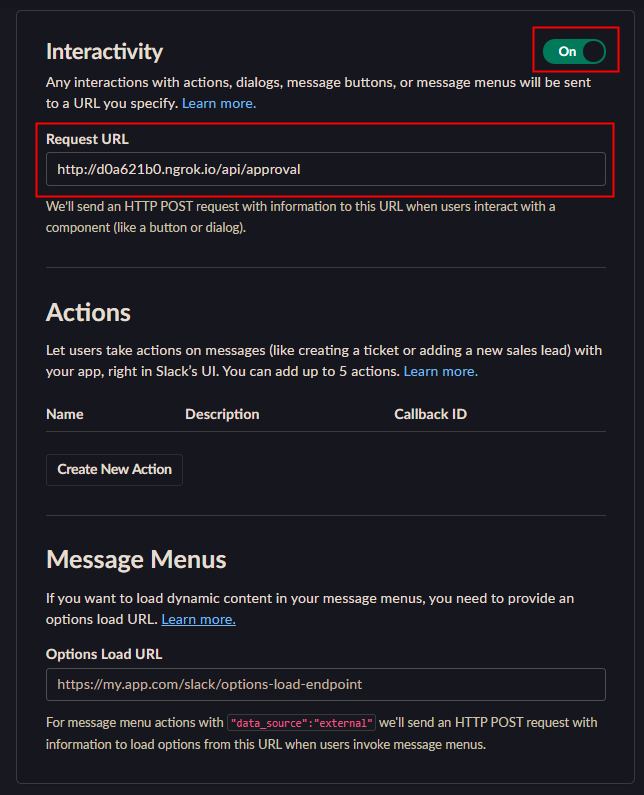 Interactivity
On
Any interactions with actions, dialogs, message buttons, or message menus will be sent
to a URL you specify. Learn more.
Request URL
http://d0a621b0.ngrok.io/api/approval
We'll send an HTTP POST request with information to this URL when users interact with a
component (like a button or dialog).
Actions
Let users take actions on messages (like creating a ticket or adding a new sales lead) with
your app, right in Slack's UI. You can add up to 5 actions. Learn more.
Name Description Callback ID
Create New Action
Message Menus
If you want to load dynamic content in your message menus, you need to provide an
options load URL. Learn more.
Options Load URL
https://my.app.com/slack/options-load-endpoint
For message menu actions with "data_source":"external" we'll send an HTTP POST request with
information to load options from this URL when users invoke message menus.